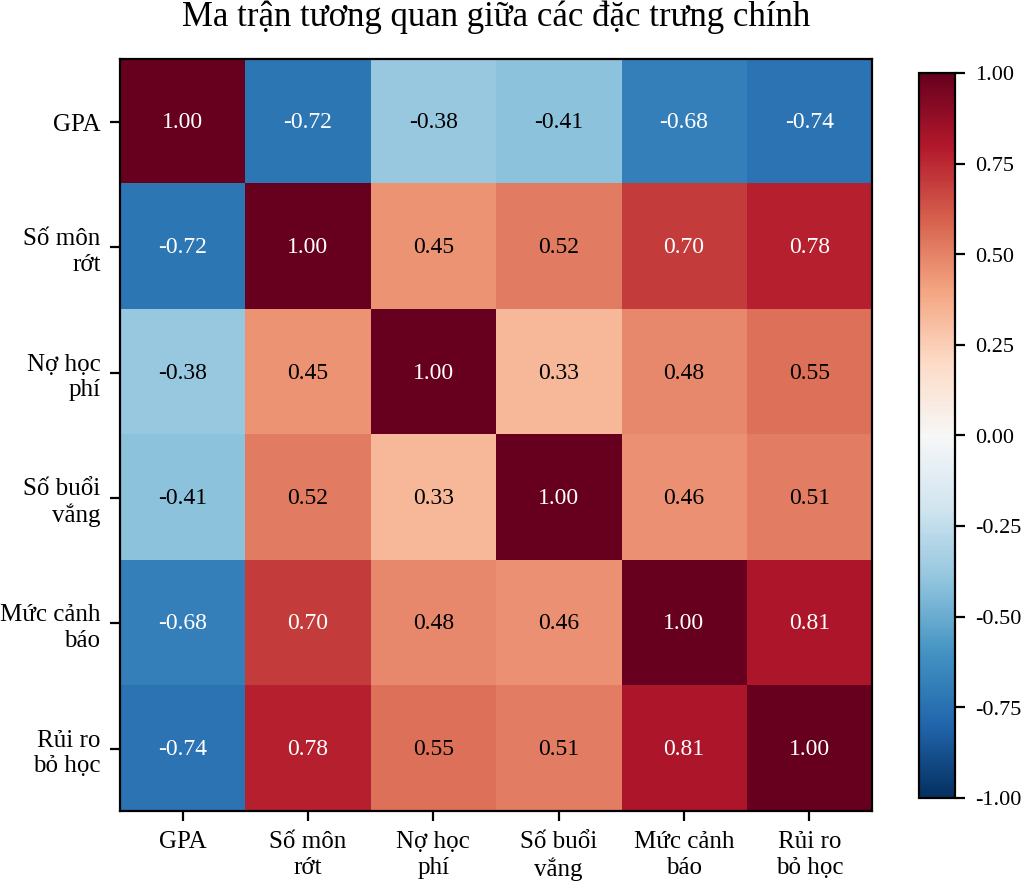 Ma trận tương quan giữa các đặc trưng chính
GPA
1.00 -0.72 -0.38 -0.41 -0.68 -0.74
Số môn
rớt
-0.72 1.00 0.45 0.52 0.70 0.78
Nợ học
phí
-0.38 0.45 1.00 0.33 0.48 0.55
Số buổi
vắng
-0.41 0.52 0.33 1.00 0.46 0.51
Mức cảnh
báo
-0.68 0.70 0.48 0.46 1.00 0.81
Rủi ro
bỏ học
-0.74 0.78 0.55 0.51 0.81 1.00
GPA
Số môn
rớt
Nợ học
phí
Số buổi
vắng
Mức cảnh
báo
Rủi ro
bỏ học
1.00
0.75
0.50
0.25
0.00
-0.25
-0.50
-0.75
-1.00